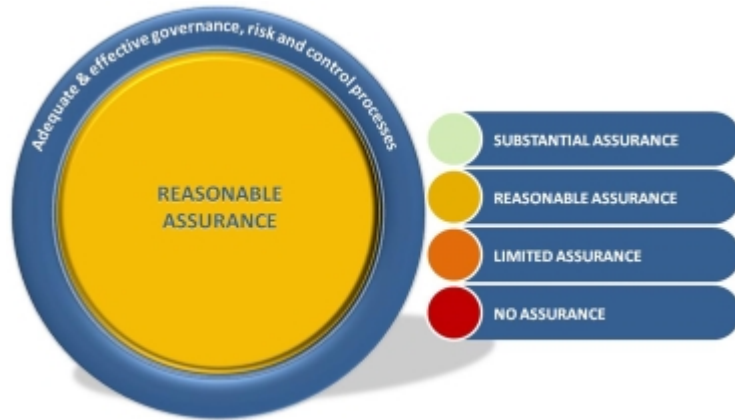 Adequate & effective governance, risk and control processes
REASONABLE
ASSURANCE
SUBSTANTIAL ASSURANCE
REASONABLE ASSURANCE
LIMITED ASSURANCE
NO ASSURANCE